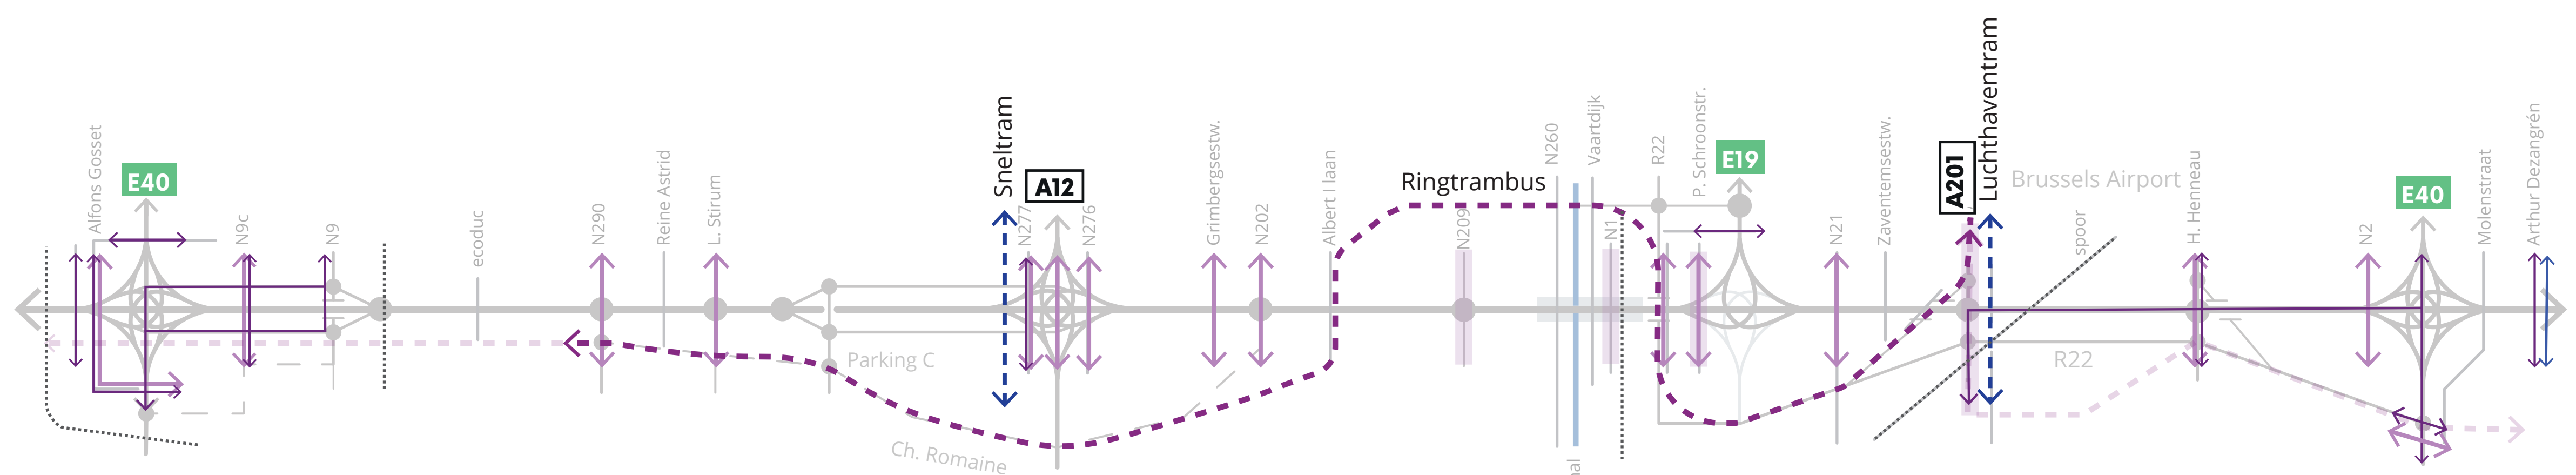 Alfons Gosset
E40
N9c
N9
ecoduc
N290
Reine Astrid
L. Stirum
Parking C
Ch. Romaine
Sneltram
N277
A12
N276
Grimbergsestw.
N202
Albert I laan
Ringtrambus
N209
N260
Vaartdijk
N1
R22
P. Schroonstr.
E19
N21
Zaventemsestw.
A201
Luchthaventram
Brussels Airport
spoor
R22
H. Henneau
N2
E40
Molenstraat
Arthur Dezangrén